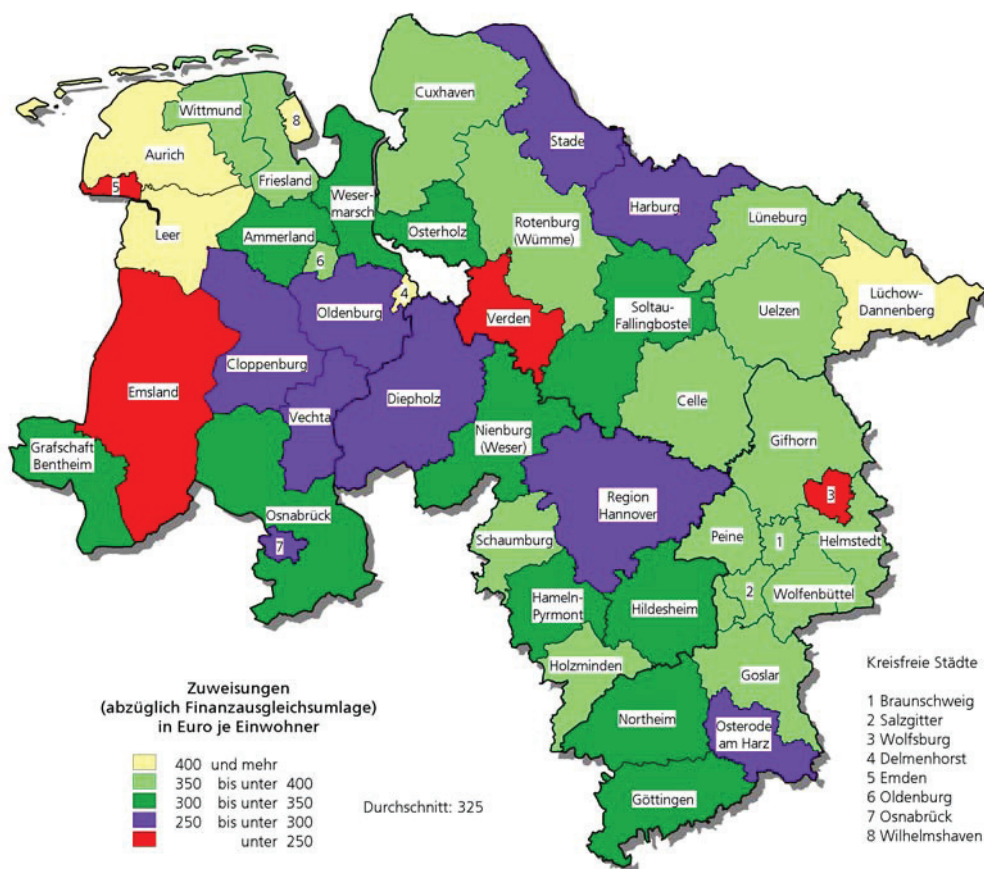 Cuxhaven
Wittmund
8
Stade
Aurich
Friesland
5
Weser-
marsch
Harburg
Rotenburg
(Wümme)
Lüneburg
Leer
Ammerland
Osterholz
6
4
Oldenburg
Verden
Soltau-
Fallingbostel
Uelzen
Lüchow-
Dannenberg
Cloppenburg
Emsland
Diepholz
Celle
Vechta
Nienburg
(Weser)
Gifhorn
Grafschaft
Bentheim
Region
Hannover
3
Osnabrück
Schaumburg
Peine
1
Helmstedt
7
2
Wolfenbüttel
Hameln-
Pyrmont
Hildesheim
Holzminden
Goslar
Northeim
Osterode
am Harz
Göttingen
Zuweisungen
(abzüglich Finanzausgleichsumlage)
in Euro je Einwohner
400 und mehr
350 bis unter 400
300 bis unter 350
250 bis unter 300
unter 250
Durchschnitt: 325
Kreisfreie Städte
1 Braunschweig
2 Salzgitter
3 Wolfsburg
4 Delmenhorst
5 Emden
6 Oldenburg
7 Osnabrück
8 Wilhelmshaven